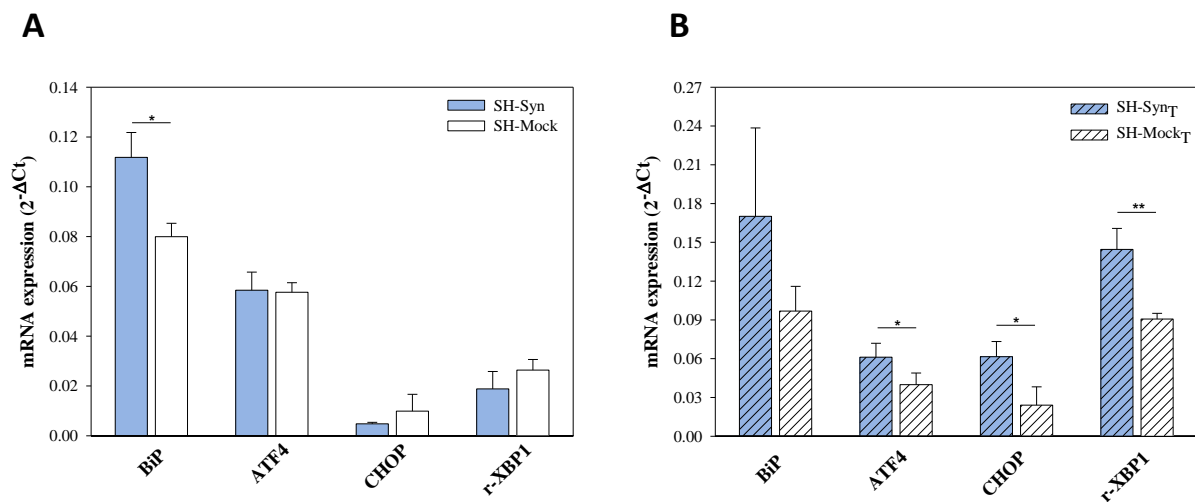 A
mRNA expression (2-ΔCt)
0.14
0.12
0.10
0.08
0.06
0.04
0.02
0.00
*
SH-Syn
SH-Mock
BiP
ATF4
CHOP
r-XBP1
B
mRNA expression (2-ΔCt)
0.27
0.24
0.21
0.18
0.15
0.12
0.09
0.06
0.03
0.00
SH-SynT
SH-MockT
*
*
**
BiP
ATF4
CHOP
r-XBP1